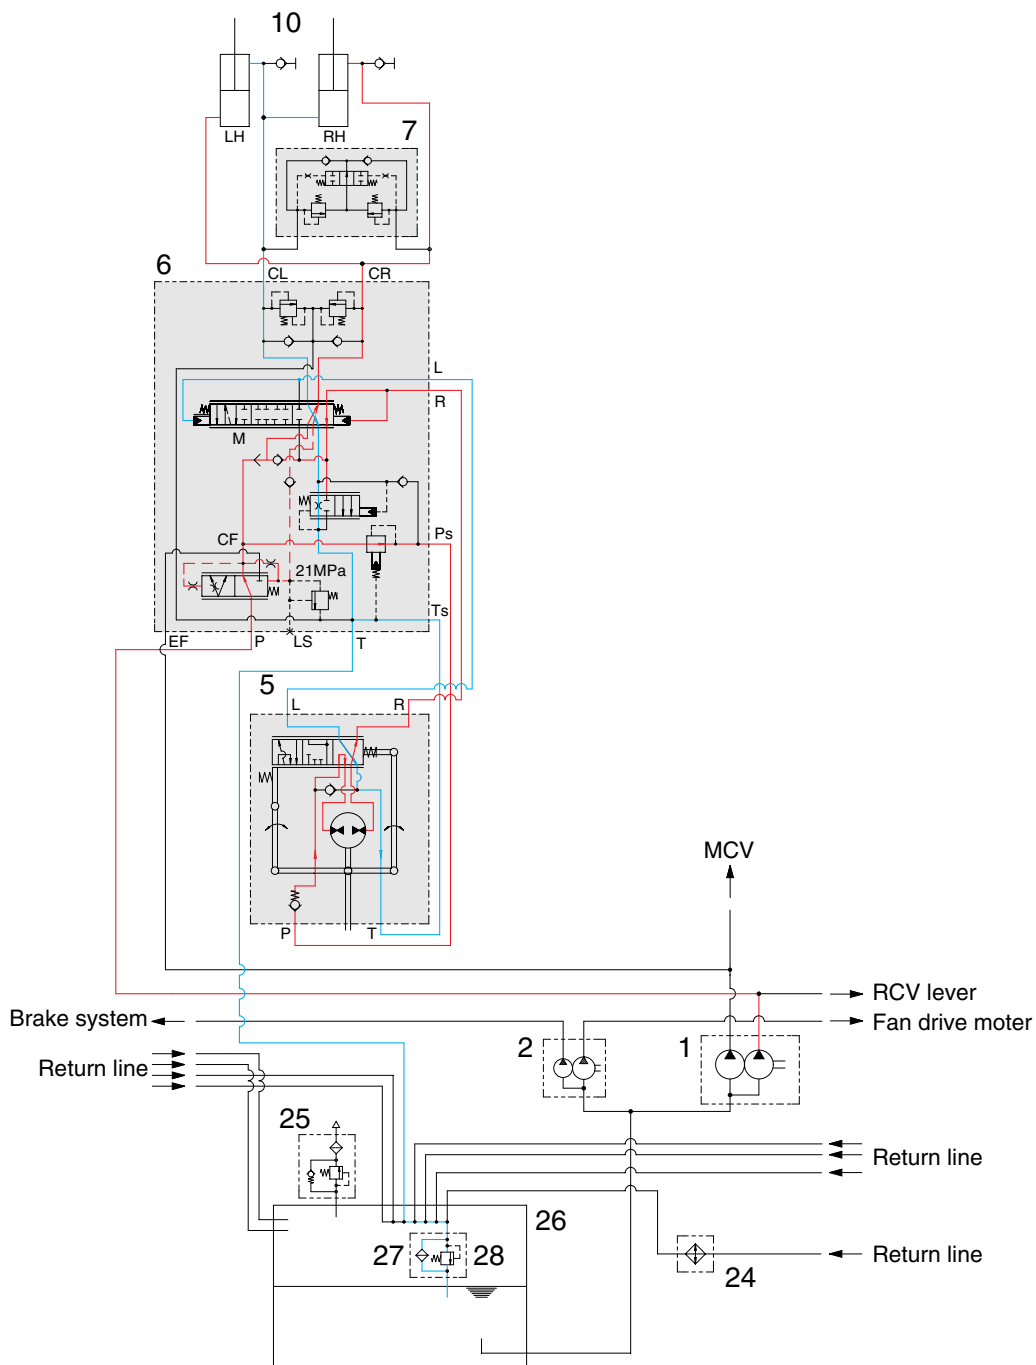 10
LH
RH
7
6
CL
CR
L
R
M
CF
Ps
21MPa
Ts
EF
P
LS
T
5
L
R
P
T
MCV
RCV lever
Brake system
Fan drive moter
2
1
Return line
25
Return line
26
27
28
Return line
24